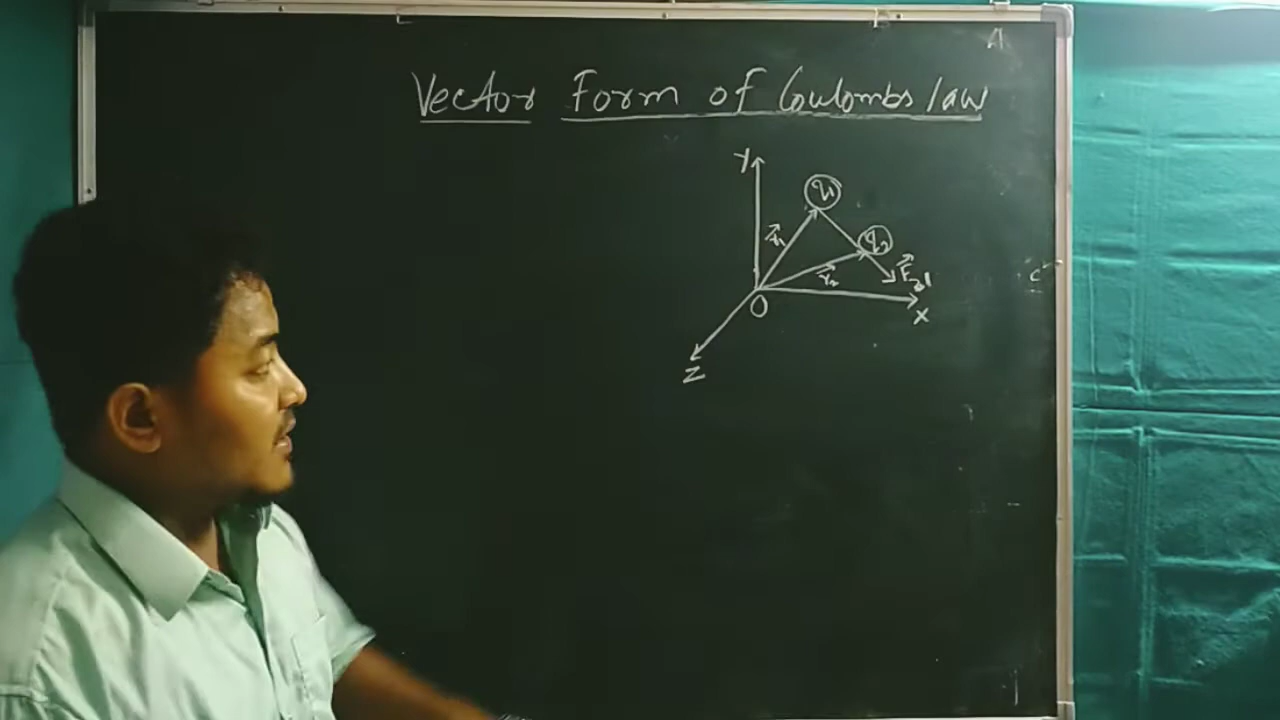 Vector Form of Coulombs law
Y
q1
q2
r1
r2
F21
O
X
Z
A